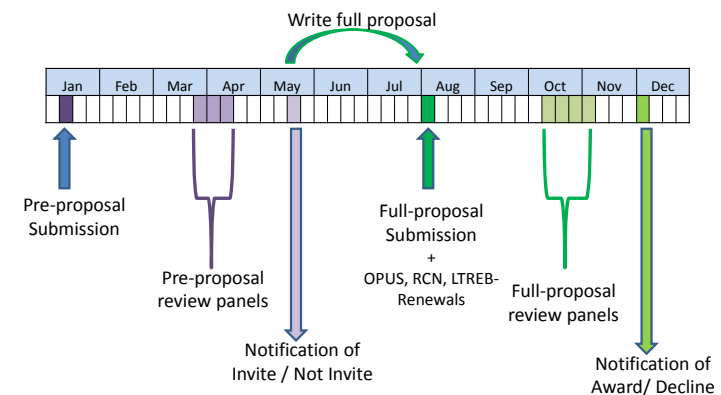 Write full proposal
Jan Feb Mar Apr May Jun Jul Aug Sep Oct Nov Dec
Pre-proposal
Submission
Pre-proposal
review panels
Notification of
Invite / Not Invite
Full-proposal
Submission
+
OPUS, RCN, LTREB-
Renewals
Full-proposal
review panels
Notification of
Award/ Decline